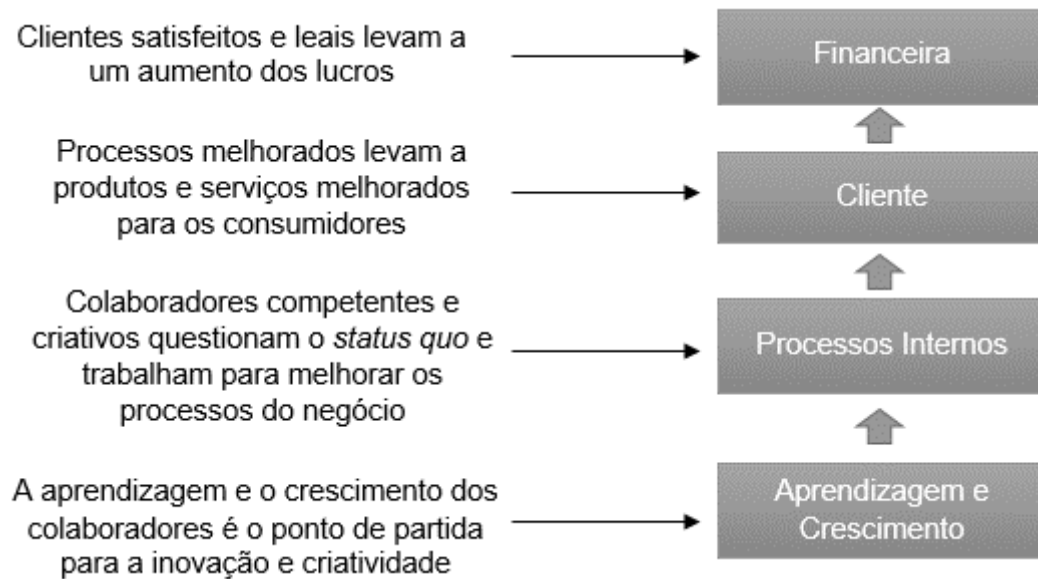 Clientes satisfeitos e leais levam a
um aumento dos lucros
Financeira
Processos melhorados levam a
produtos e serviços melhorados
para os consumidores
Cliente
Colaboradores competentes e
criativos questionam o status quo e
trabalham para melhorar os
processos do negócio
Processos Internos
A aprendizagem e o crescimento dos
colaboradores é o ponto de partida
para a inovação e criatividade
Aprendizagem e
Crescimento